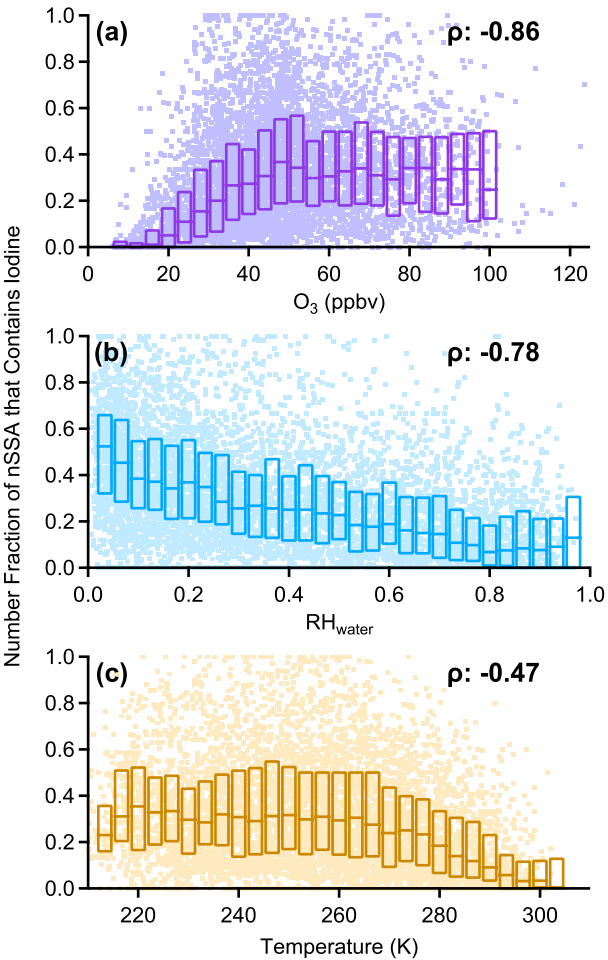 Number Fraction of nSSA that Contains Iodine
(a)
ρ: -0.86
1.0
0.8
0.6
0.4
0.2
0.0
0 20 40 60 80 100 120
O₃ (ppbv)
(b)
ρ: -0.78
1.0
0.8
0.6
0.4
0.2
0.0
0.0 0.2 0.4 0.6 0.8 1.0
RHwater
(c)
ρ: -0.47
1.0
0.8
0.6
0.4
0.2
0.0
220 240 260 280 300
Temperature (K)